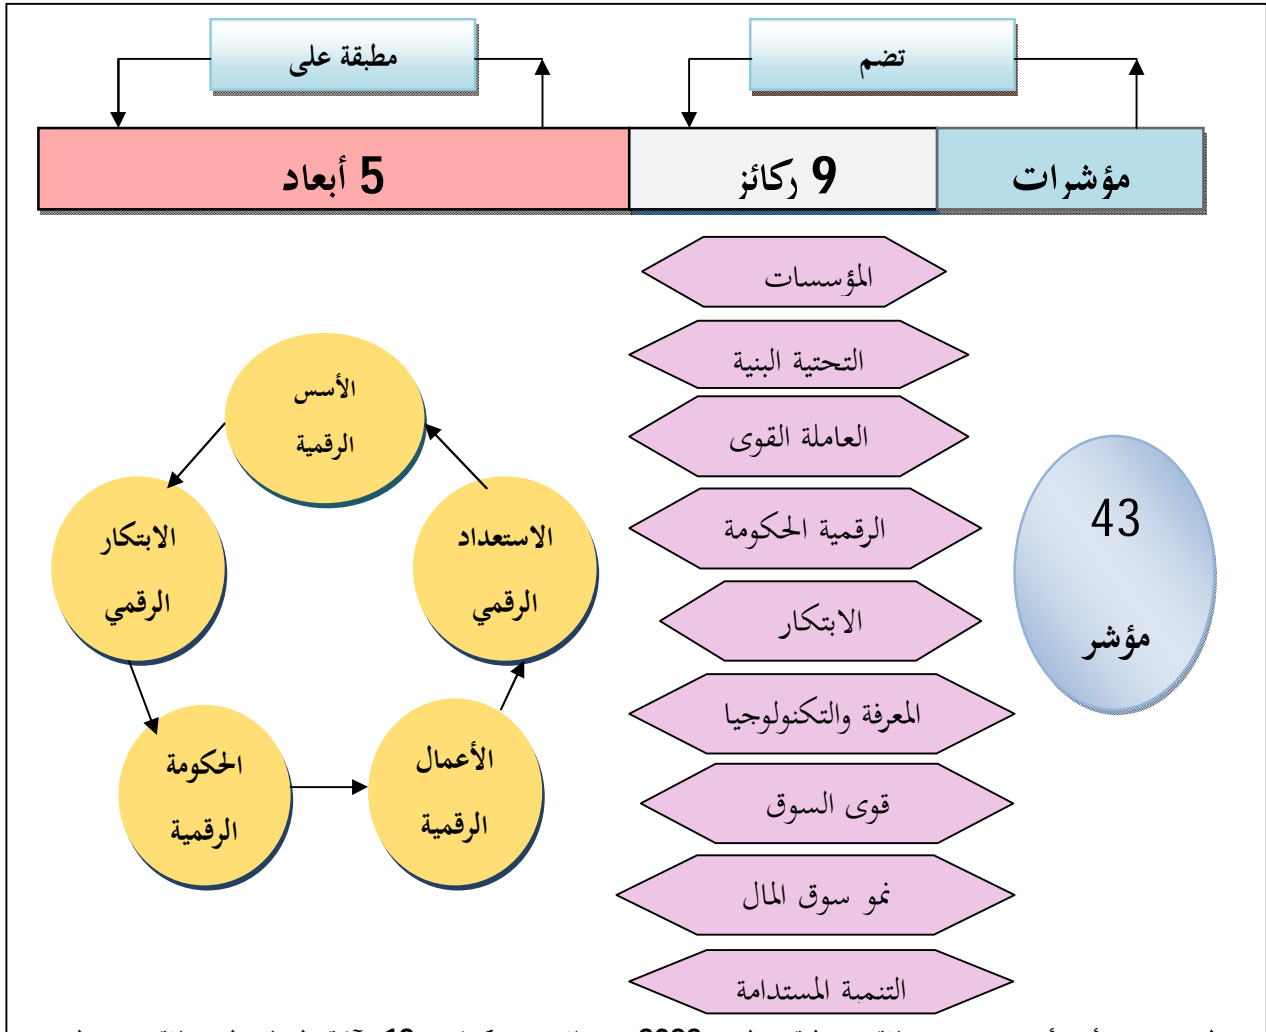 تضم
مطبقة على
مؤشرات
9 ركائز
5 أبعاد
المؤسسات
التحتية البنية
العاملة القوى
الرقمية الحكومة
الابتكار
المعرفة والتكنولوجيا
قوى السوق
نمو سوق المال
التنمية المستدامة
43
مؤشر
الأسس
الرقمية
الابتكار
الرقمي
الحكومة
الرقمية
الأعمال
الرقمية
الاستعداد
الرقمي